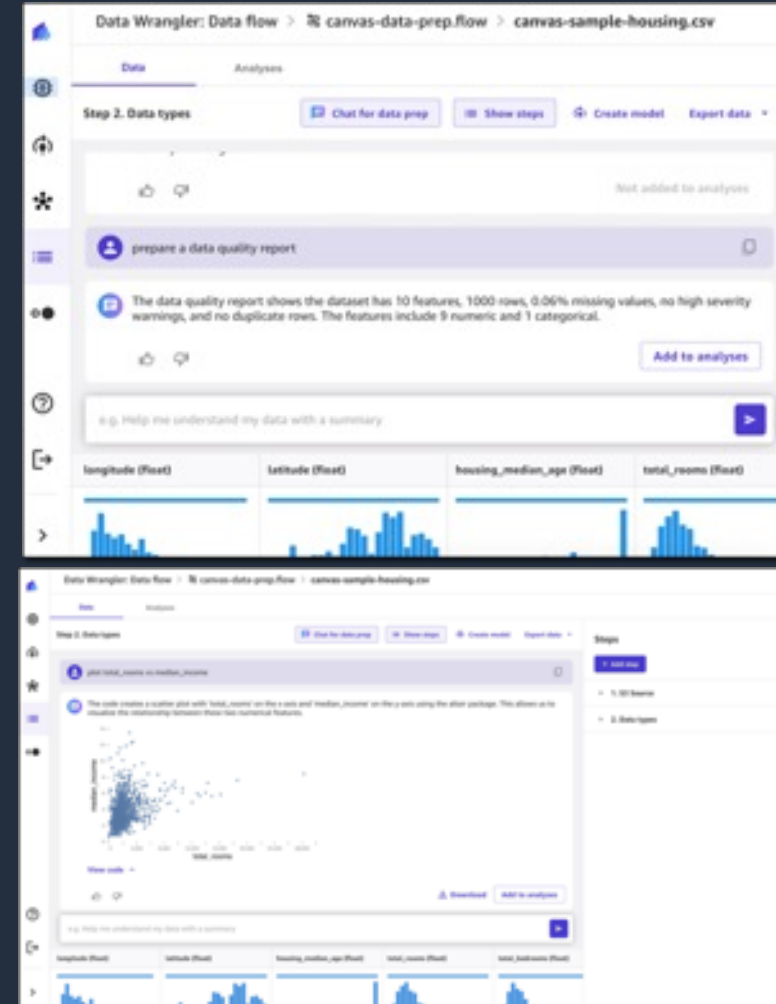 Data Wrangler: Data flow > canvas-data-prep.flow > canvas-sample-housing.csv
Data Analyses
Step 2. Data types Chat for data prep Show steps Create model Export data
Not added to analyses
prepare a data quality report
The data quality report shows the dataset has 10 features, 1000 rows, 0.06% missing values, no high severity
warnings, and no duplicate rows. The features include 9 numeric and 1 categorical.
Add to analyses
e.g. Help me understand my data with a summary
longitude (float) latitude (float) housing_median_age (float) total_rooms (float)
Data Wrangler: Data flow > canvas-data-prep.flow > canvas-sample-housing.csv
Data Analyses
Step 2. Data types Chat for data prep Show steps Create model Export data
Steps
plot total_rooms vs median_income
+ Add step
1. S3 Source
The code creates a scatter plot with 'total_rooms' on the x-axis and 'median_income' on the y-axis using the altair package. This allows us to
visualize the relationship between these two numerical features.
2. Data types
median_income
total_rooms
View code
Download Add to analyses
e.g. Help me understand my data with a summary
longitude (float) latitude (float) housing_median_age (float) total_rooms (float) total_bedrooms (float)